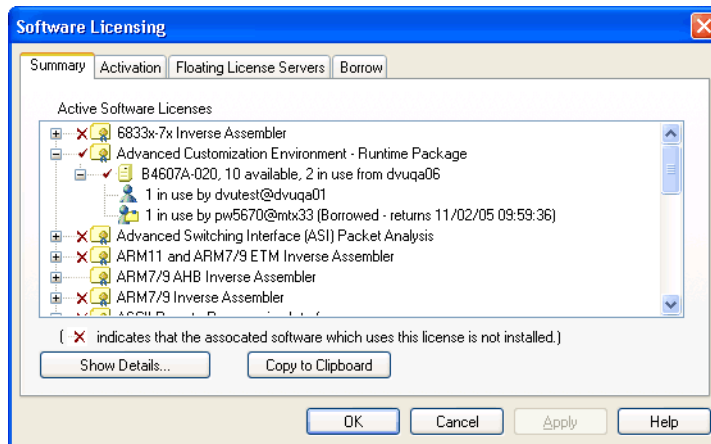 Software Licensing
Summary Activation Floating License Servers Borrow
Active Software Licenses
6833x-7x Inverse Assembler
Advanced Customization Environment - Runtime Package
B4607A-020, 10 available, 2 in use from dvuqa06
1 in use by dvutest@dvuqa01
1 in use by pw5670@mtx33 (Borrowed - returns 11/02/05 09:59:36)
Advanced Switching Interface (ASI) Packet Analysis
ARM11 and ARM7/9 ETM Inverse Assembler
ARM7/9 AHB Inverse Assembler
ARM7/9 Inverse Assembler
( X indicates that the assocated software which uses this license is not installed.)
Show Details... Copy to Clipboard
OK Cancel Apply Help